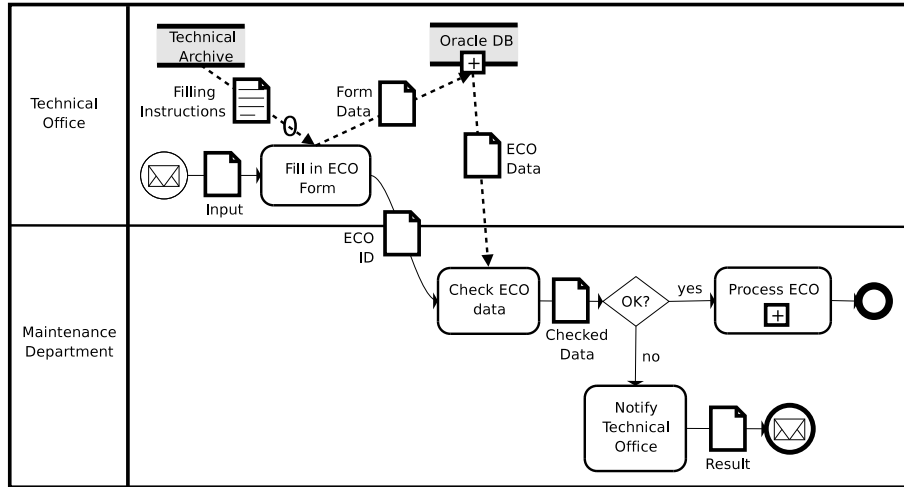 Technical
Archive
Oracle DB
Filling
Instructions
Form
Data
Technical
Office
0
ECO
Data
Fill in ECO
Form
Input
ECO
ID
Check ECO
data
OK?
yes
Process ECO
+
+
Maintenance
Department
Checked
Data
no
Notify
Technical
Office
Result